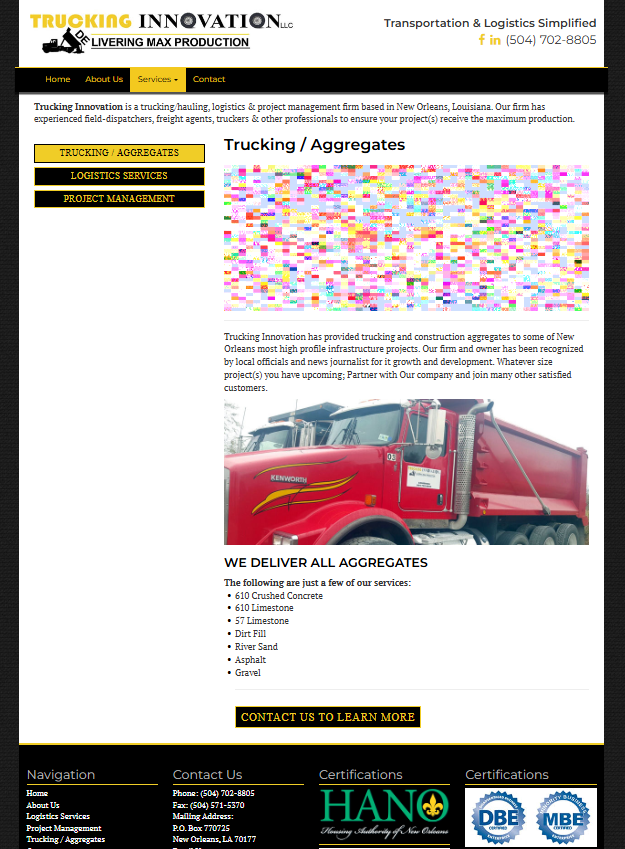 TRUCKING INNOVATION LLC
DELIVERING MAX PRODUCTION
Transportation & Logistics Simplified
(504) 702-8805
Home About Us Services Contact
Trucking Innovation is a trucking/hauling, logistics & project management firm based in New Orleans, Louisiana. Our firm has
experienced field-dispatchers, freight agents, truckers & other professionals to ensure your project(s) receive the maximum production.
TRUCKING / AGGREGATES
LOGISTICS SERVICES
PROJECT MANAGEMENT
Trucking / Aggregates
Trucking Innovation has provided trucking and construction aggregates to some of New
Orleans most high profile infrastructure projects. Our firm and owner has been recognized
by local officials and news journalist for it growth and development. Whatever size
project(s) you have upcoming; Partner with Our company and join many other satisfied
customers.
KENWORTH
WE DELIVER ALL AGGREGATES
The following are just a few of our services:
• 610 Crushed Concrete
• 610 Limestone
• 57 Limestone
• Dirt Fill
• River Sand
• Asphalt
• Gravel
CONTACT US TO LEARN MORE
Navigation
Home
About Us
Logistics Services
Project Management
Trucking / Aggregates
Contact Us
Phone: (504) 702-8805
Fax: (504) 571-5370
Mailing Address:
P.O. Box 770725
New Orleans, LA 70177
Certifications
HANO
Housing Authority of New Orleans
Certifications
DBE
CERTIFIED
MBE
CERTIFIED